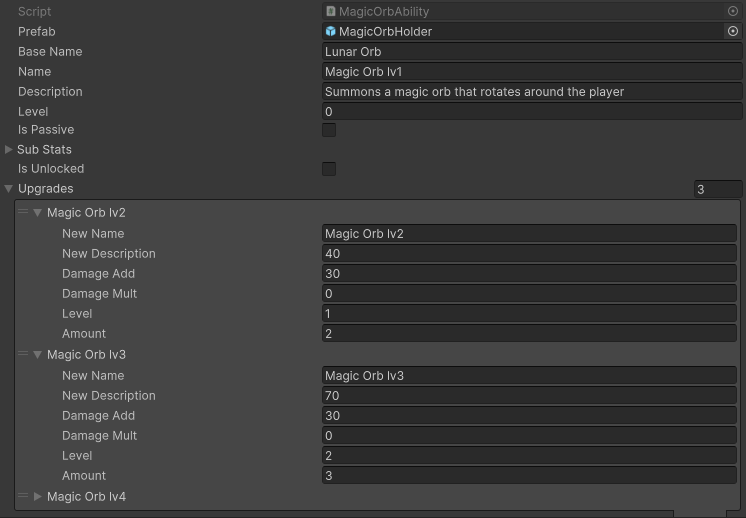 Script MagicOrbAbility
Prefab MagicOrbHolder
Base Name Lunar Orb
Name Magic Orb lv1
Description Summons a magic orb that rotates around the player
Level 0
Is Passive
Sub Stats
Is Unlocked
Upgrades 3
Magic Orb lv2
New Name Magic Orb lv2
New Description 40
Damage Add 30
Damage Mult 0
Level 1
Amount 2
Magic Orb lv3
New Name Magic Orb lv3
New Description 70
Damage Add 30
Damage Mult 0
Level 2
Amount 3
Magic Orb lv4